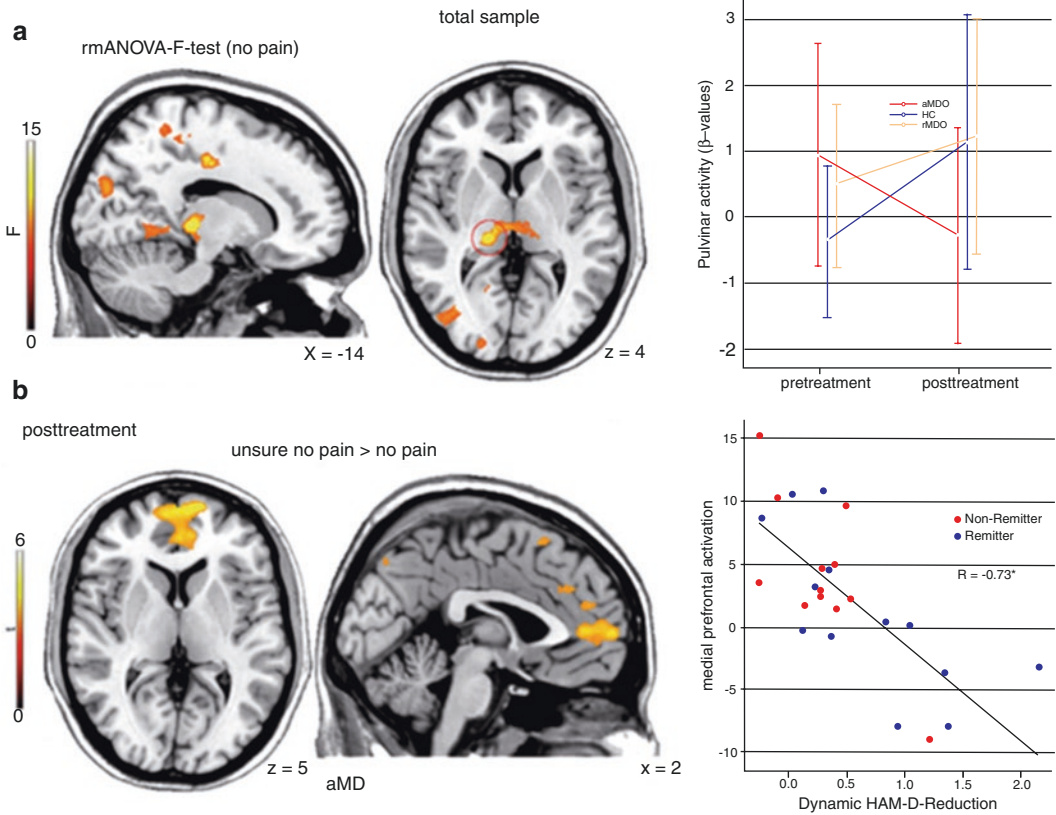 a
rmANOVA-F-test (no pain)
total sample
15
F
0
X = -14
z = 4
3
2
1
0
-1
-2
Pulvinar activity (β–values)
aMDO
HC
rMDO
pretreatment
posttreatment
b
posttreatment
unsure no pain > no pain
6
t
0
z = 5
aMD
x = 2
15
10
5
0
-5
-10
medial prefrontal activation
Non-Remitter
Remitter
R = -0.73*
0.0
0.5
1.0
1.5
2.0
Dynamic HAM-D-Reduction